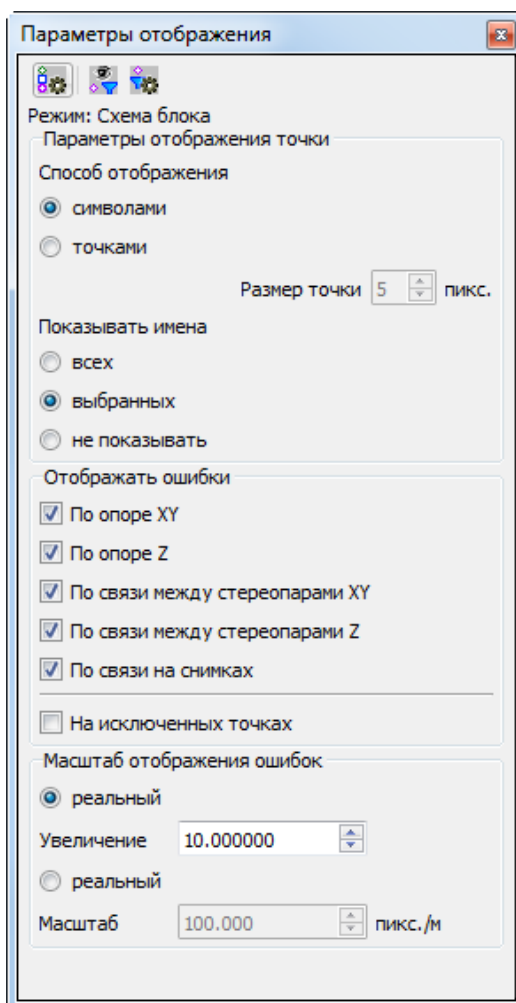 Параметры отображения
Режим: Схема блока
Параметры отображения точки
Способ отображения
символами
точками
Размер точки 5 пикс.
Показывать имена
всех
выбранных
не показывать
Отображать ошибки
По опоре XY
По опоре Z
По связи между стереопарами XY
По связи между стереопарами Z
По связи на снимках
На исключенных точках
Масштаб отображения ошибок
реальный
Увеличение 10.000000
реальный
Масштаб 100.000 пикс./м